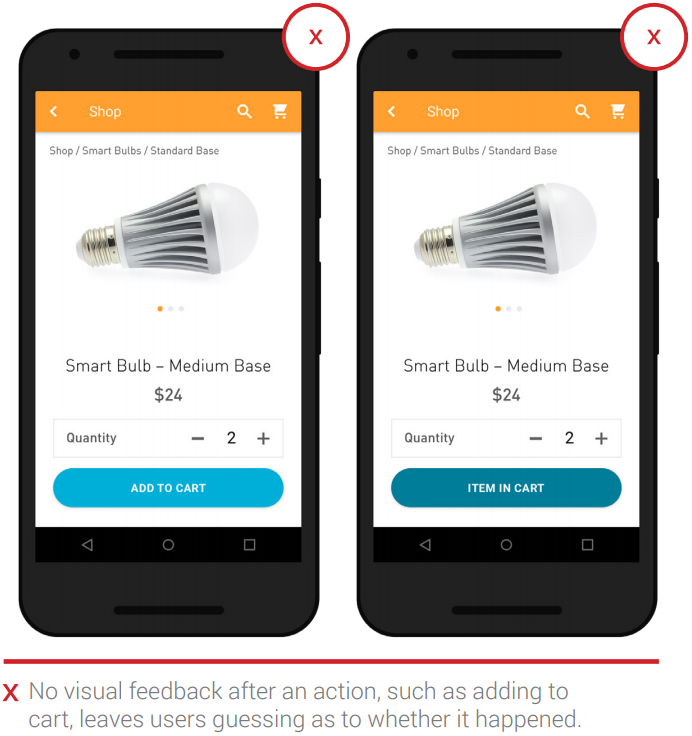 X
X
Shop
Shop
Shop / Smart Bulbs / Standard Base
Shop / Smart Bulbs / Standard Base
Smart Bulb – Medium Base
$24
Quantity − 2 +
ADD TO CART
Smart Bulb – Medium Base
$24
Quantity − 2 +
ITEM IN CART
X No visual feedback after an action, such as adding to
cart, leaves users guessing as to whether it happened.